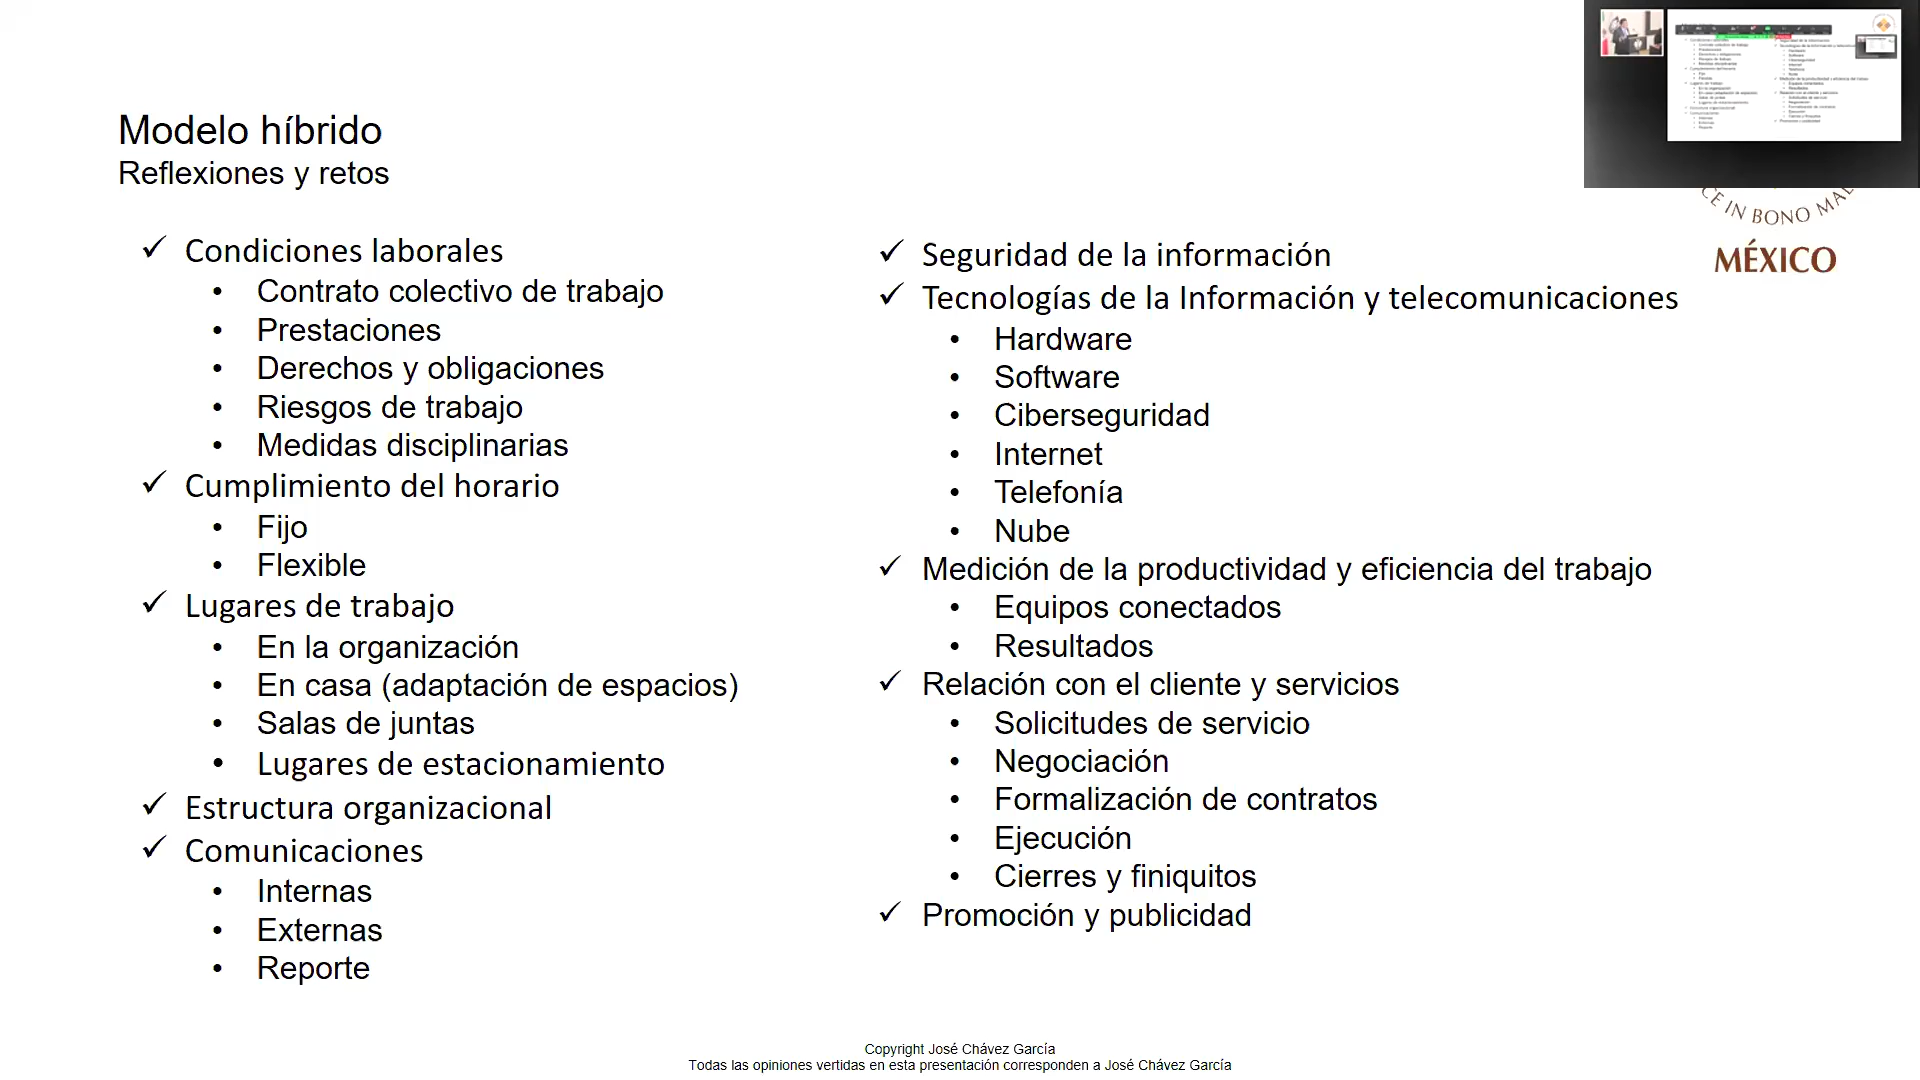 Modelo híbrido
Reflexiones y retos
Condiciones laborales
Contrato colectivo de trabajo
Prestaciones
Derechos y obligaciones
Riesgos de trabajo
Medidas disciplinarias
Cumplimiento del horario
Fijo
Flexible
Lugares de trabajo
En la organización
En casa (adaptación de espacios)
Salas de juntas
Lugares de estacionamiento
Estructura organizacional
Comunicaciones
Internas
Externas
Reporte
Seguridad de la información
Tecnologías de la Información y telecomunicaciones
Hardware
Software
Ciberseguridad
Internet
Telefonía
Nube
Medición de la productividad y eficiencia del trabajo
Equipos conectados
Resultados
Relación con el cliente y servicios
Solicitudes de servicio
Negociación
Formalización de contratos
Ejecución
Cierres y finiquitos
Promoción y publicidad
IN BONO
MÉXICO
Copyright José Chávez García
Todas las opiniones vertidas en esta presentación corresponden a José Chávez García